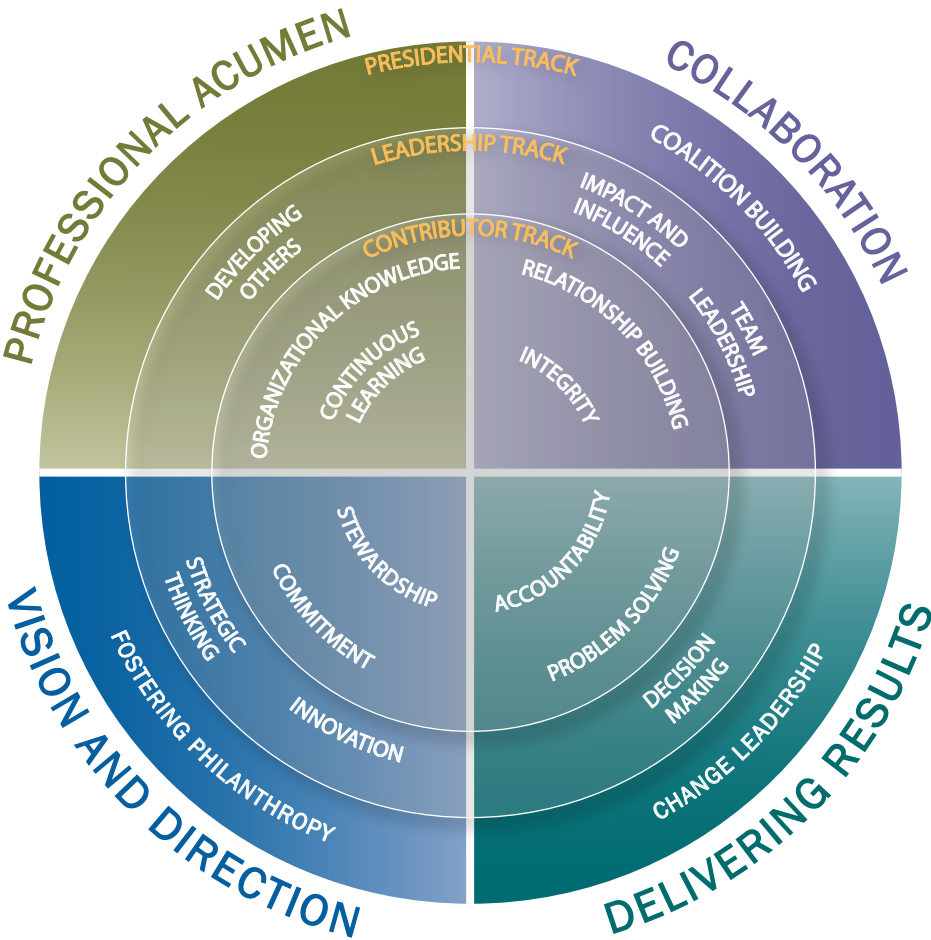 PROFESSIONAL ACUMEN
COLLABORATION
PRESIDENTIAL TRACK
LEADERSHIP TRACK
CONTRIBUTOR TRACK
DEVELOPING
OTHERS
ORGANIZATIONAL KNOWLEDGE
CONTINUOUS
LEARNING
COALITION BUILDING
IMPACT AND
INFLUENCE
TEAM
LEADERSHIP
RELATIONSHIP BUILDING
INTEGRITY
STEWARDSHIP
COMMITMENT
STRATEGIC
THINKING
INNOVATION
FOSTERING PHILANTHROPY
VISION AND DIRECTION
ACCOUNTABILITY
PROBLEM SOLVING
DECISION
MAKING
CHANGE LEADERSHIP
DELIVERING RESULTS